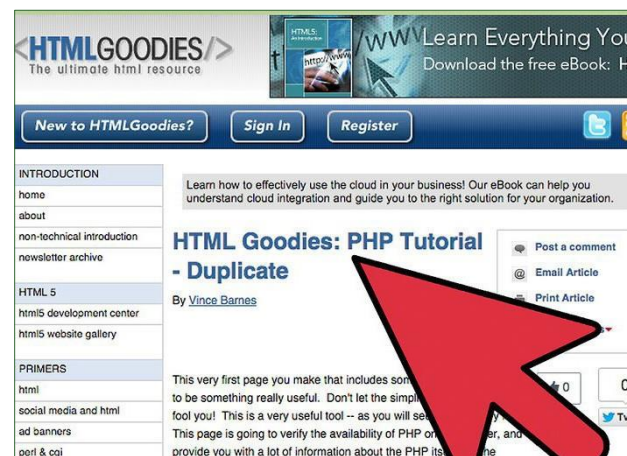 <HTMLGOODIES/>
The ultimate html resource
HTML5:
http://www
www
Learn Everything You
Download the free eBook: H
New to HTMLGoodies?
Sign In
Register
INTRODUCTION
home
about
non-technical introduction
newsletter archive
HTML 5
html5 development center
html5 website gallery
PRIMERS
html
social media and html
ad banners
perl & cgi
Learn how to effectively use the cloud in your business! Our eBook can help you
understand cloud integration and guide you to the right solution for your organization.
HTML Goodies: PHP Tutorial
- Duplicate
By Vince Barnes
Post a comment
Email Article
Print Article
0
0
This very first page you make that includes
to be something really useful. Don't let the
fool you! This is a very useful tool -- as you will
This page is going to verify the availability of PHP and
provide you with a lot of information about the PHP